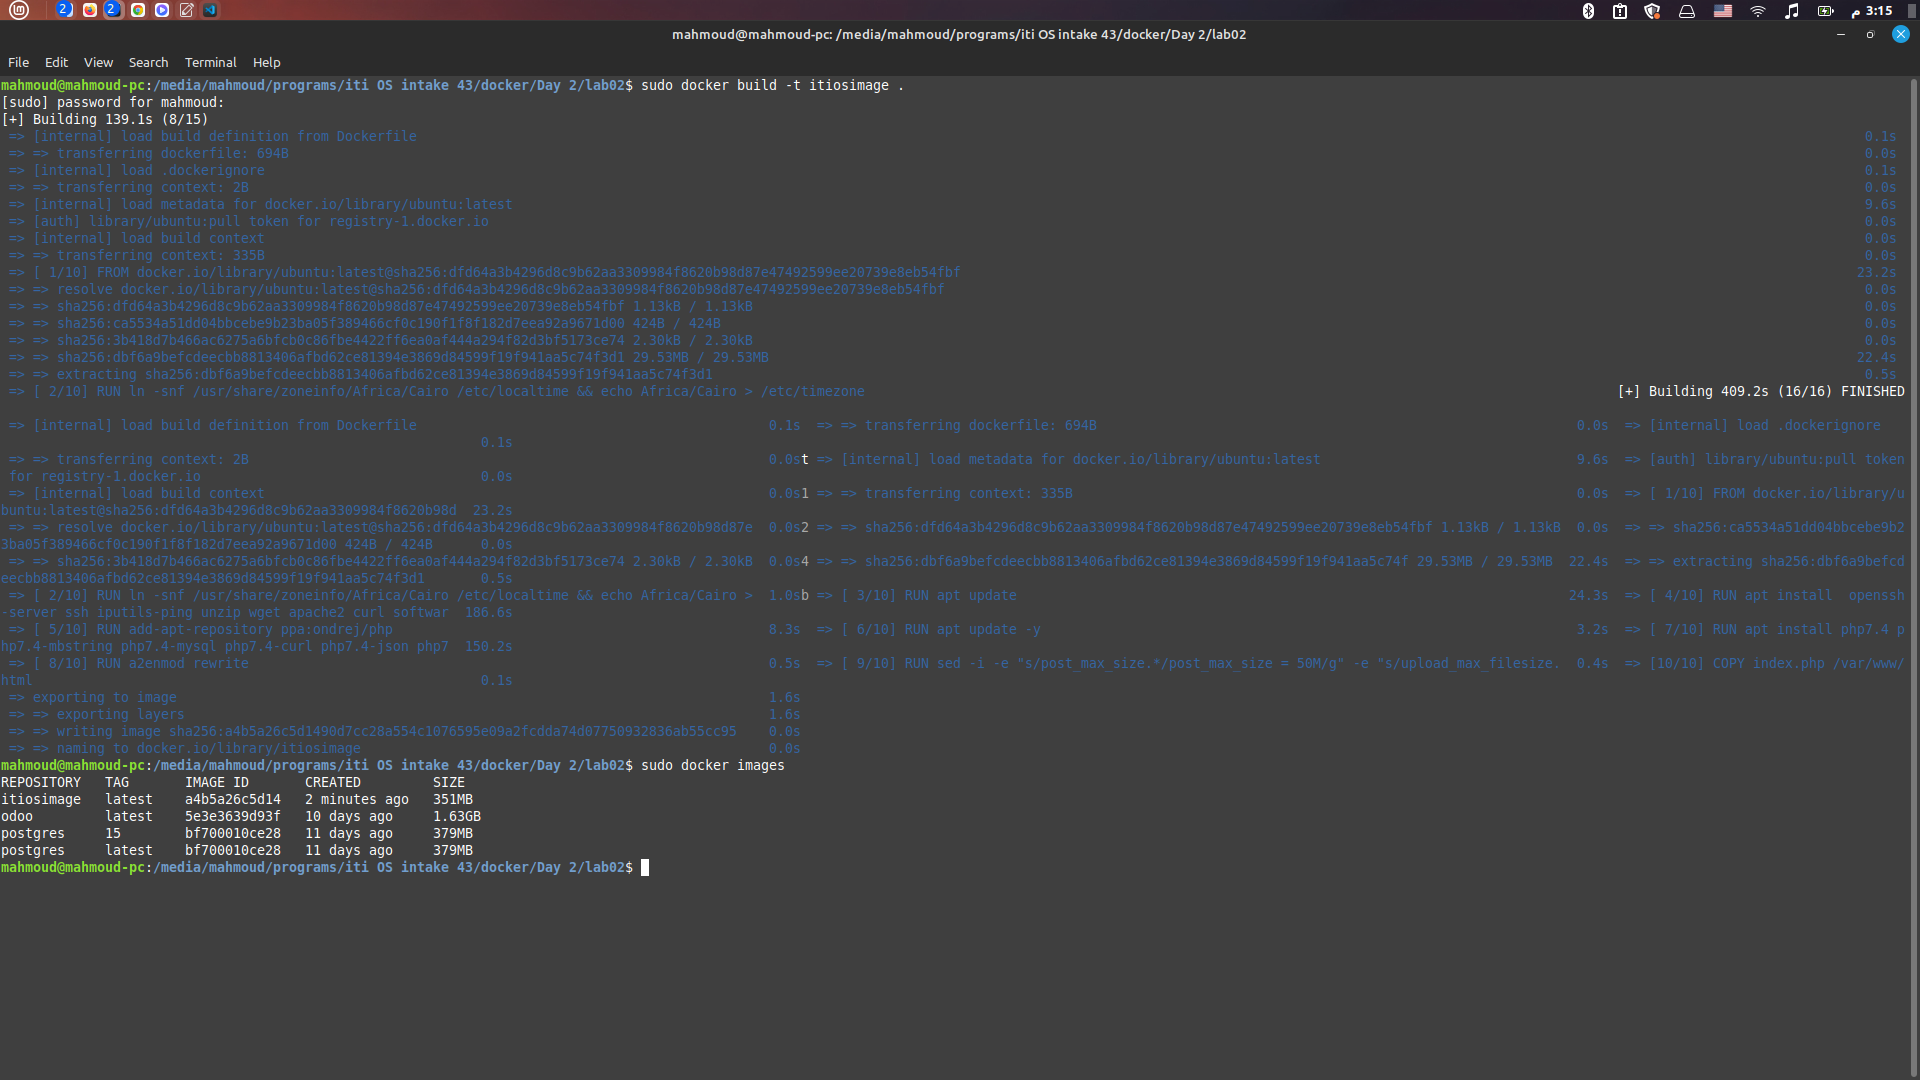 2 2 م 3:15
mahmoud@mahmoud-pc: /media/mahmoud/programs/iti OS intake 43/docker/Day 2/lab02
File Edit View Search Terminal Help
mahmoud@mahmoud-pc:/media/mahmoud/programs/iti OS intake 43/docker/Day 2/lab02$ sudo docker build -t itiosimage .
[sudo] password for mahmoud:
[+] Building 139.1s (8/15)
=> [internal] load build definition from Dockerfile 0.1s
=> => transferring dockerfile: 694B 0.0s
=> [internal] load .dockerignore 0.1s
=> => transferring context: 2B 0.0s
=> [internal] load metadata for docker.io/library/ubuntu:latest 9.6s
=> [auth] library/ubuntu:pull token for registry-1.docker.io 0.0s
=> [internal] load build context 0.0s
=> => transferring context: 335B 0.0s
=> [ 1/10] FROM docker.io/library/ubuntu:latest@sha256:dfd64a3b4296d8c9b62aa3309984f8620b98d87e47492599ee20739e8eb54fbf 23.2s
=> => resolve docker.io/library/ubuntu:latest@sha256:dfd64a3b4296d8c9b62aa3309984f8620b98d87e47492599ee20739e8eb54fbf 0.0s
=> => sha256:dfd64a3b4296d8c9b62aa3309984f8620b98d87e47492599ee20739e8eb54fbf 1.13kB / 1.13kB 0.0s
=> => sha256:ca5534a51dd04bbcebe9b23ba05f389466cf0c190f1f8f182d7eea92a9671d00 424B / 424B 0.0s
=> => sha256:3b418d7b466ac6275a6bfcb0c86fbe4422ff6ea0af444a294f82d3bf5173ce74 2.30kB / 2.30kB 0.0s
=> => sha256:dbf6a9befcdeecbb8813406afbd62ce81394e3869d84599f19f941aa5c74f3d1 29.53MB / 29.53MB 22.4s
=> => extracting sha256:dbf6a9befcdeecbb8813406afbd62ce81394e3869d84599f19f941aa5c74f3d1 0.5s
=> [ 2/10] RUN ln -snf /usr/share/zoneinfo/Africa/Cairo /etc/localtime && echo Africa/Cairo > /etc/timezone [+] Building 409.2s (16/16) FINISHED
=> [internal] load build definition from Dockerfile 0.1s => => transferring dockerfile: 694B 0.0s => [internal] load .dockerignore
0.1s
=> => transferring context: 2B 0.0st => [internal] load metadata for docker.io/library/ubuntu:latest 9.6s => [auth] library/ubuntu:pull token
for registry-1.docker.io 0.0s
=> [internal] load build context 0.0s1 => => transferring context: 335B 0.0s => [ 1/10] FROM docker.io/library/u
buntu:latest@sha256:dfd64a3b4296d8c9b62aa3309984f8620b98d 23.2s
=> => resolve docker.io/library/ubuntu:latest@sha256:dfd64a3b4296d8c9b62aa3309984f8620b98d87e 0.0s2 => => sha256:dfd64a3b4296d8c9b62aa3309984f8620b98d87e47492599ee20739e8eb54fbf 1.13kB / 1.13kB 0.0s => => sha256:ca5534a51dd04bbcebe9b2
3ba05f389466cf0c190f1f8f182d7eea92a9671d00 424B / 424B 0.0s
=> => sha256:3b418d7b466ac6275a6bfcb0c86fbe4422ff6ea0af444a294f82d3bf5173ce74 2.30kB / 2.30kB 0.0s4 => => sha256:dbf6a9befcdeecbb8813406afbd62ce81394e3869d84599f19f941aa5c74f 29.53MB / 29.53MB 22.4s => => extracting sha256:dbf6a9befcd
eecbb8813406afbd62ce81394e3869d84599f19f941aa5c74f3d1 0.5s
=> [ 2/10] RUN ln -snf /usr/share/zoneinfo/Africa/Cairo /etc/localtime && echo Africa/Cairo > 1.0sb => [ 3/10] RUN apt update 24.3s => [ 4/10] RUN apt install openssh
-server ssh iputils-ping unzip wget apache2 curl softwar 186.6s
=> [ 5/10] RUN add-apt-repository ppa:ondrej/php 8.3s => [ 6/10] RUN apt update -y 3.2s => [ 7/10] RUN apt install php7.4 p
hp7.4-mbstring php7.4-mysql php7.4-curl php7.4-json php7 150.2s
=> [ 8/10] RUN a2enmod rewrite 0.5s => [ 9/10] RUN sed -i -e "s/post_max_size.*/post_max_size = 50M/g" -e "s/upload_max_filesize. 0.4s => [10/10] COPY index.php /var/www/
html 0.1s
=> exporting to image 1.6s
=> => exporting layers 1.6s
=> => writing image sha256:a4b5a26c5d1490d7cc28a554c1076595e09a2fcdda74d07750932836ab55cc95 0.0s
=> => naming to docker.io/library/itiosimage 0.0s
mahmoud@mahmoud-pc:/media/mahmoud/programs/iti OS intake 43/docker/Day 2/lab02$ sudo docker images
REPOSITORY TAG IMAGE ID CREATED SIZE
itiosimage latest a4b5a26c5d14 2 minutes ago 351MB
odoo latest 5e3e3639d93f 10 days ago 1.63GB
postgres 15 bf700010ce28 11 days ago 379MB
postgres latest bf700010ce28 11 days ago 379MB
mahmoud@mahmoud-pc:/media/mahmoud/programs/iti OS intake 43/docker/Day 2/lab02$